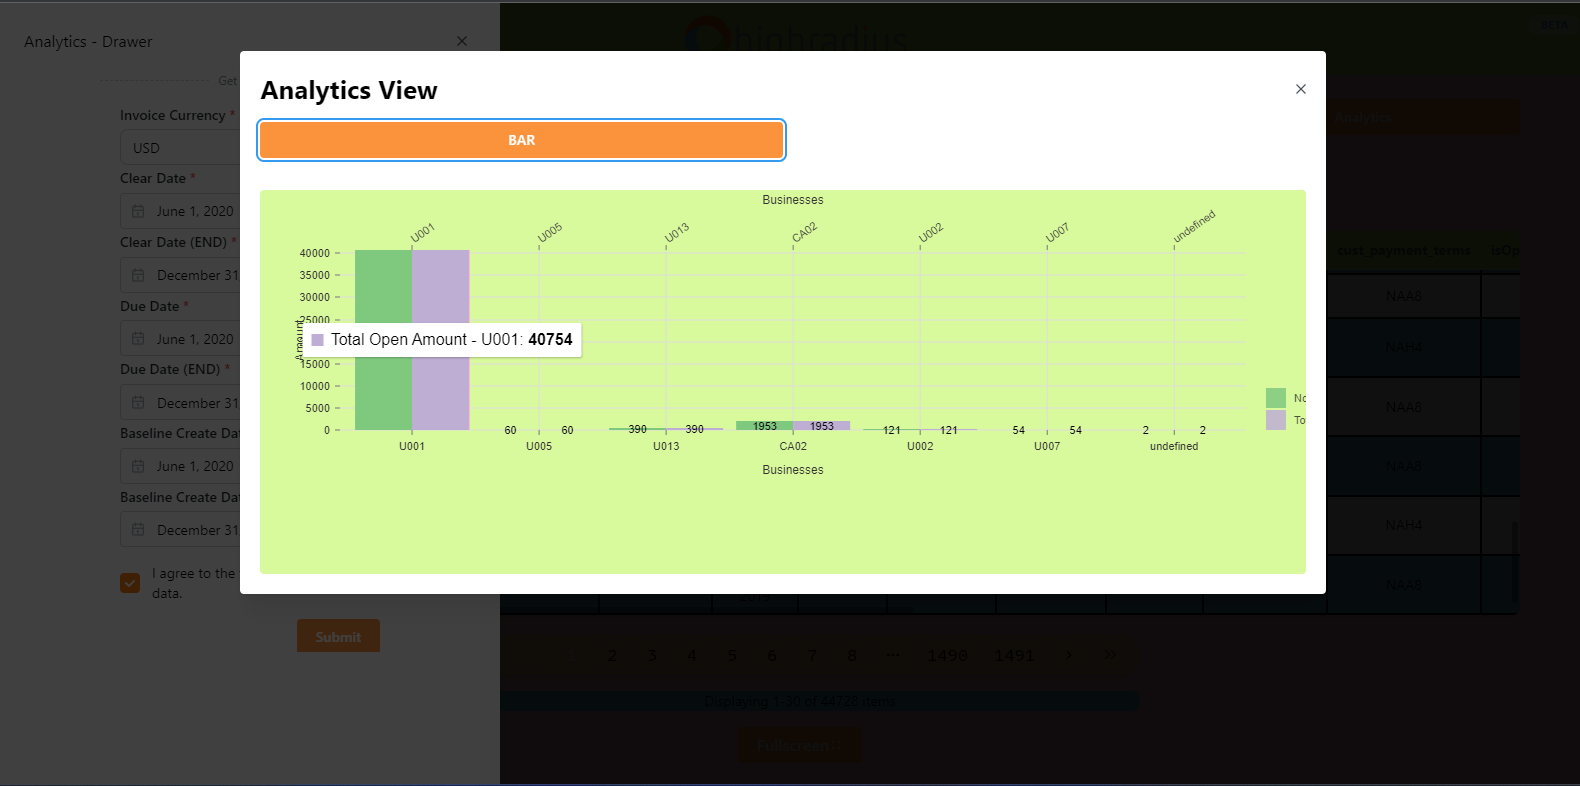 Analytics - Drawer
highradius
BETA
Get
Analytics View
Invoice Currency *
Analytics
BAR
USD
Clear Date *
June 1, 2020
Clear Date (END) *
December 31
Due Date *
June 1, 2020
Due Date (END) *
December 31
Baseline Create Dat
June 1, 2020
Baseline Create Dat
December 31,
I agree to the
data.
Submit
Businesses
U001 U005 U013 CA02 U002 U007 undefined
40000
35000
30000
25000
Amount
Total Open Amount - U001: 40754
15000
10000
5000
0
60 60 390 390 1953 1953 121 121 54 54 2 2
U001 U005 U013 CA02 U002 U007 undefined
Businesses
No
To
cust_payment_terms isOp
NAA8
NAH4
NAA8
NAA8
NAH4
NAA8
2 3 4 5 6 7 8 ··· 1490 1491 › »
Displaying 1-30 of 44728 items
Fullscreen